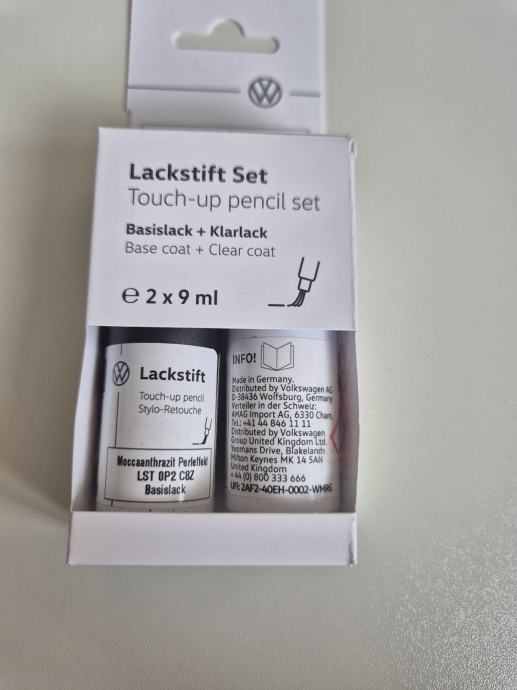 Lackstift Set
Touch-up pencil set
Basislack + Klarlack
Base coat + Clear coat
℮ 2 x 9 ml
Lackstift
Touch-up pencil
Stylo-Retouche
Moccaanthrazit Perleffekt
LST 0P2 C8Z
Basislack
INFO!
Made in Germany.
Distributed by Volkswagen AG
D-38436 Wolfsburg, Germany
Verteiler in der Schweiz:
AMAG Import AG, 6330 Cham,
Tel.: +41 44 846 11 11
Distributed by Volkswagen
Group United Kingdom Ltd.
Yeomans Drive, Blakelands
Milton Keynes MK 14 5AN
United Kingdom
+44 (0) 800 333 666
UFI: 2AF2-40EH-0002-WMRG